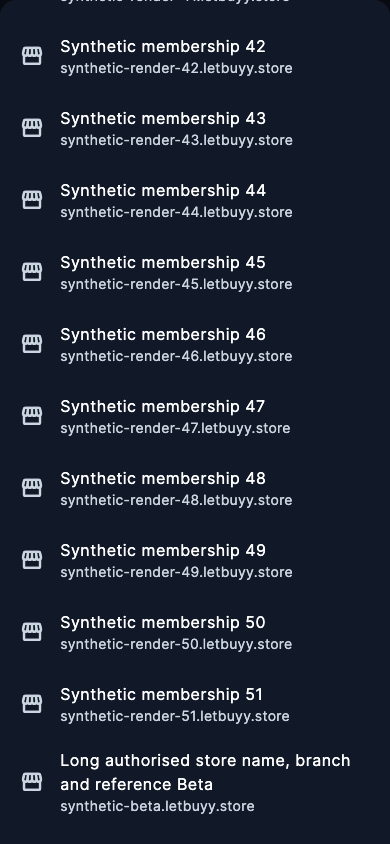 Synthetic membership 42
synthetic-render-42.letbuyy.store
Synthetic membership 43
synthetic-render-43.letbuyy.store
Synthetic membership 44
synthetic-render-44.letbuyy.store
Synthetic membership 45
synthetic-render-45.letbuyy.store
Synthetic membership 46
synthetic-render-46.letbuyy.store
Synthetic membership 47
synthetic-render-47.letbuyy.store
Synthetic membership 48
synthetic-render-48.letbuyy.store
Synthetic membership 49
synthetic-render-49.letbuyy.store
Synthetic membership 50
synthetic-render-50.letbuyy.store
Synthetic membership 51
synthetic-render-51.letbuyy.store
Long authorised store name, branch
and reference Beta
synthetic-beta.letbuyy.store